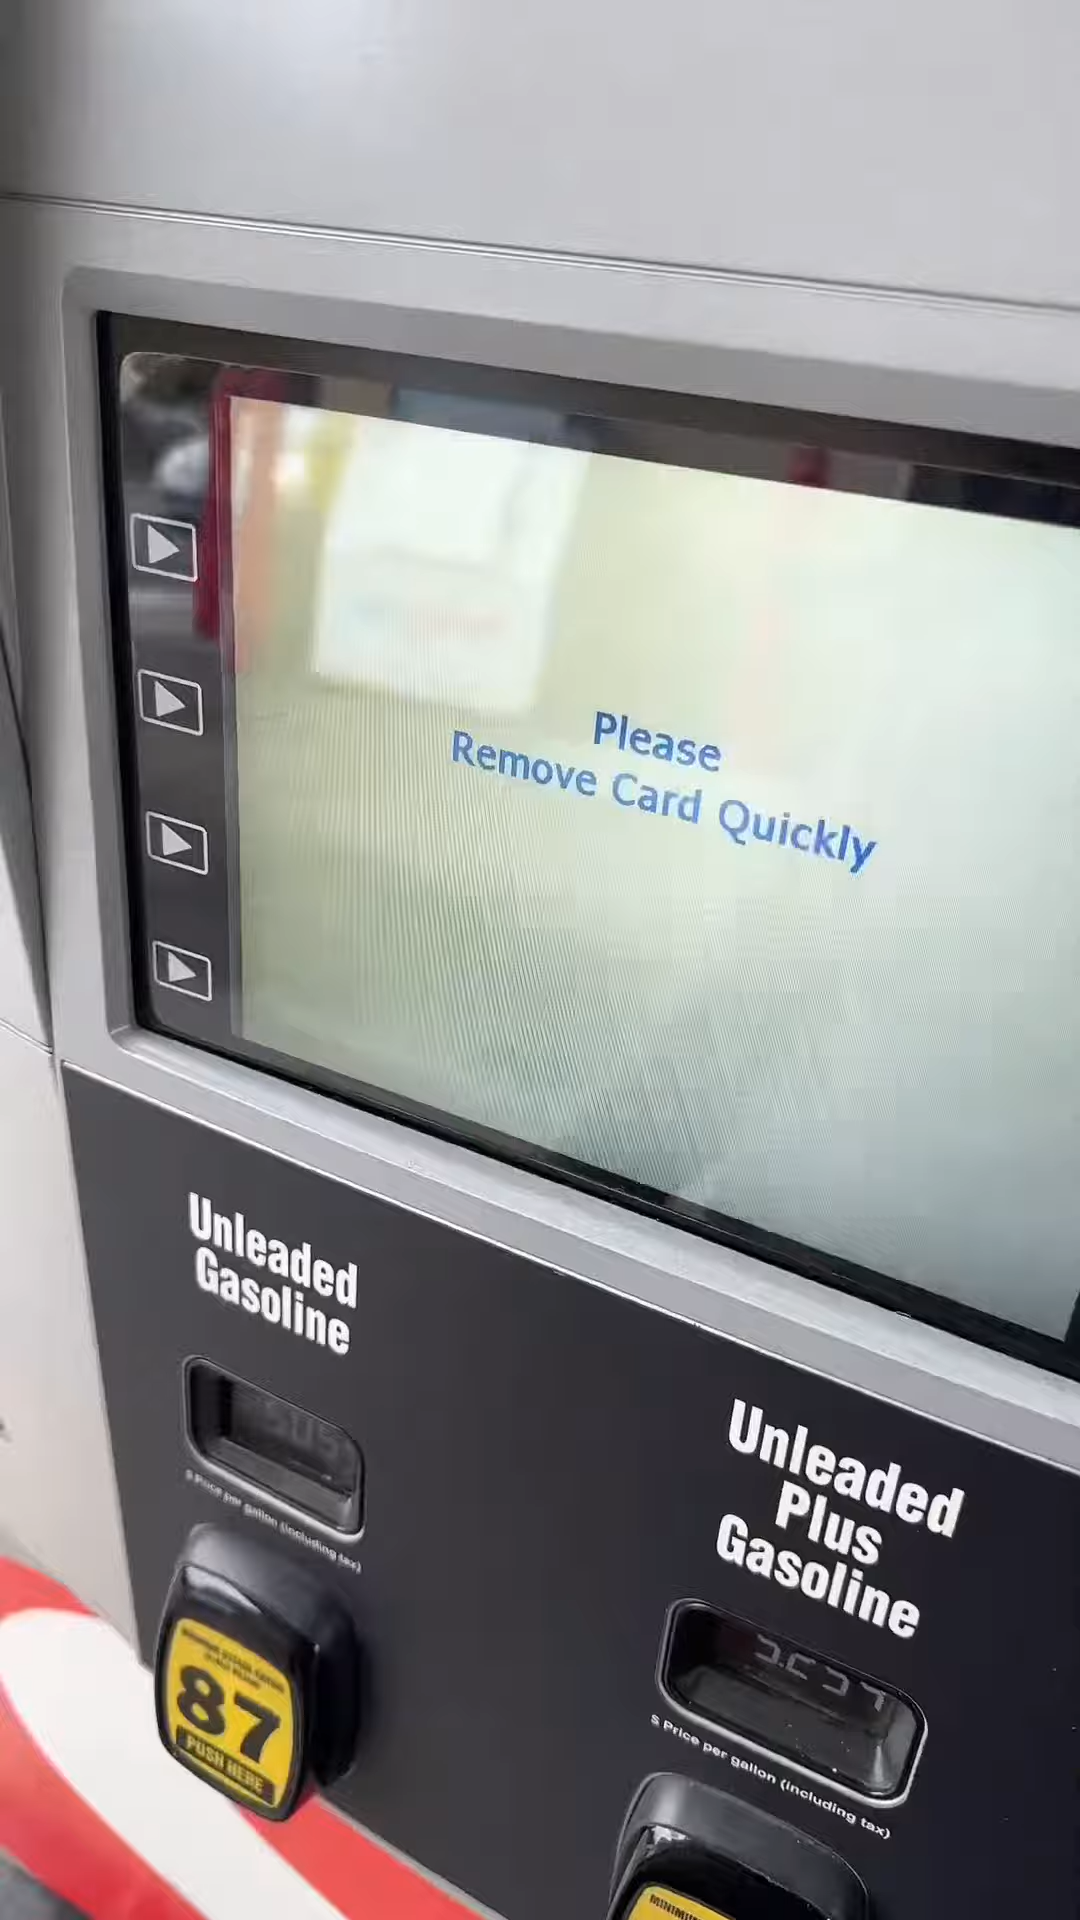 Please
Remove Card Quickly
Unleaded
Gasoline
$ Price per gallon (including tax)
Unleaded
Plus
Gasoline
$ Price per gallon (including tax)
87
PUSH HERE